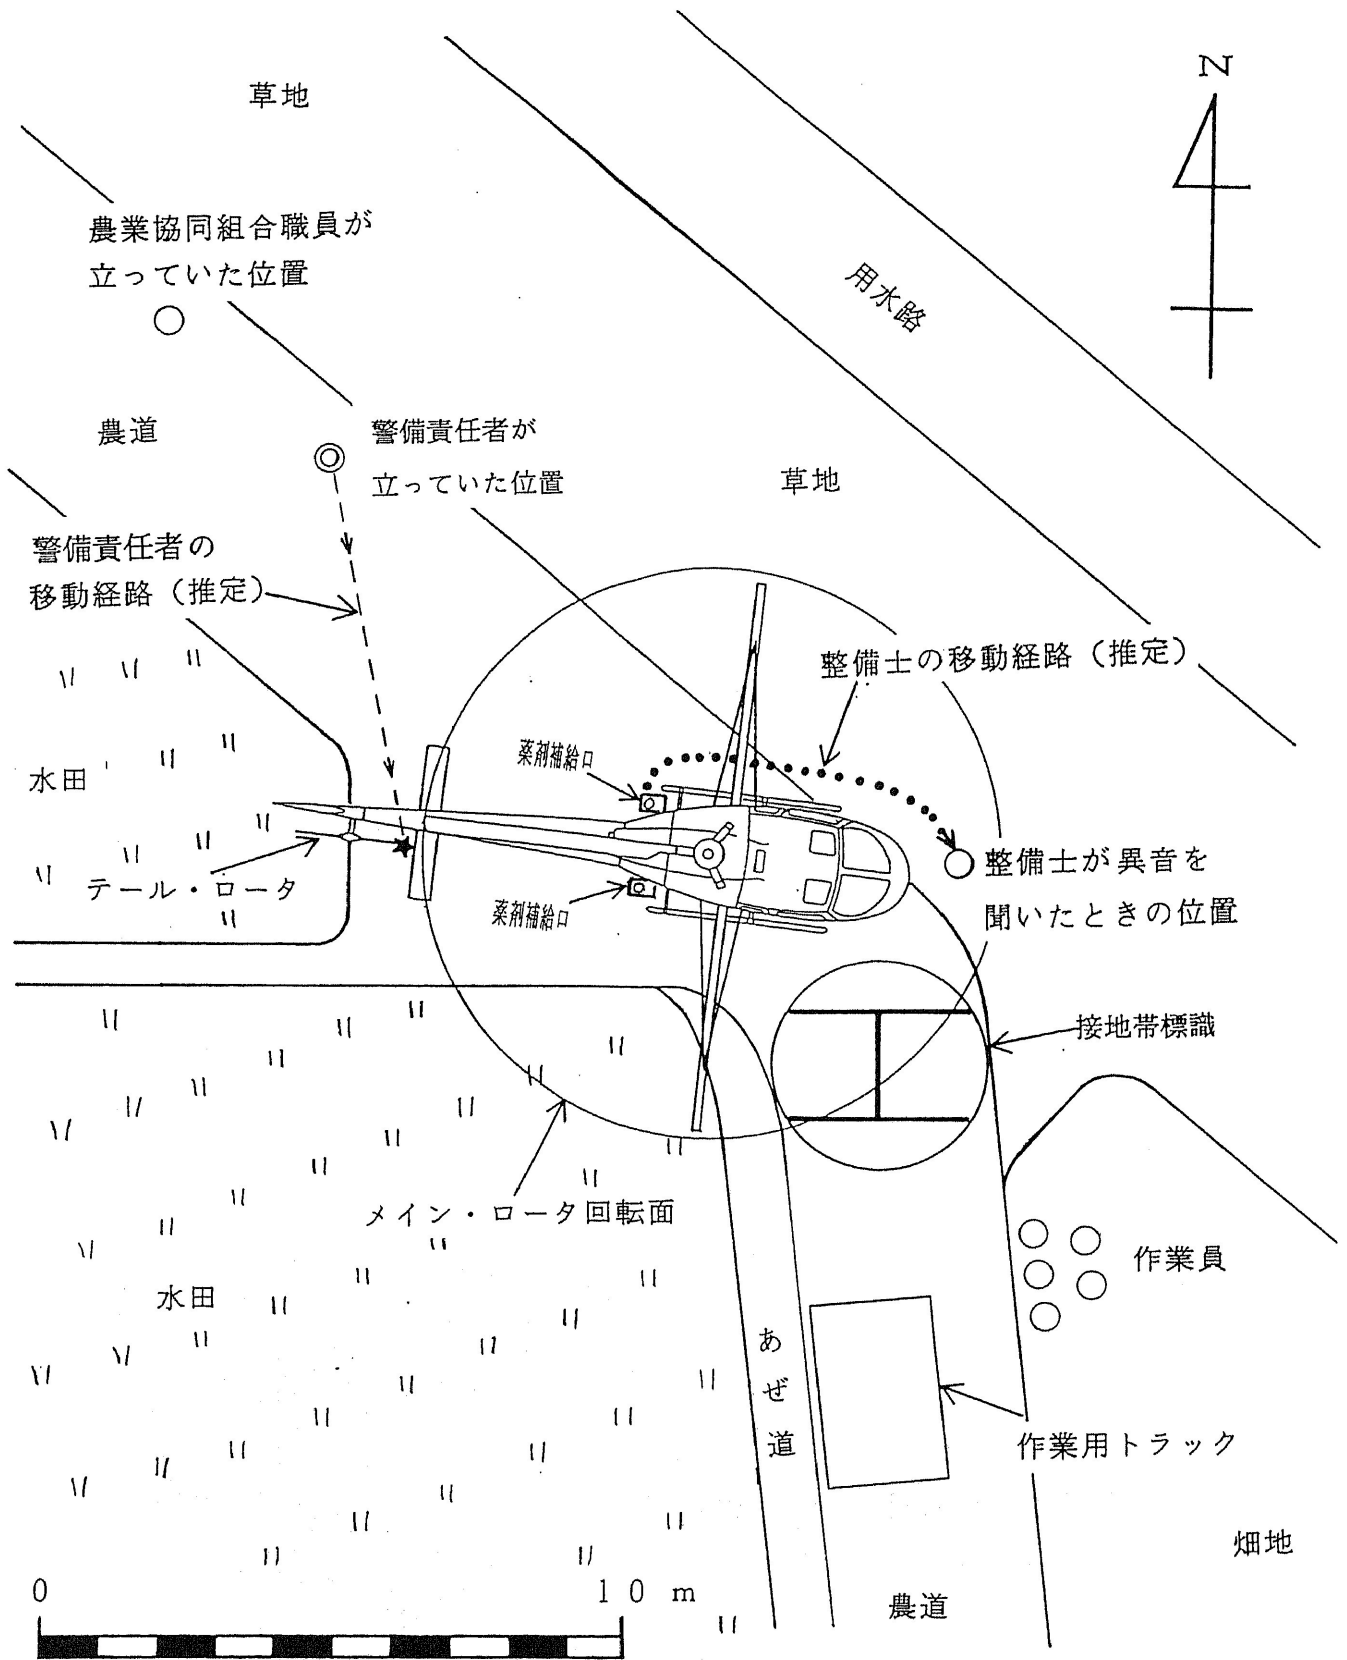 草地
N
農業協同組合職員が
立っていた位置
用水路
農道
警備責任者が
立っていた位置
草地
警備責任者の
移動経路（推定）
整備士の移動経路（推定）
薬剤補給口
水田
テール・ロータ
整備士が異音を
聞いたときの位置
薬剤補給口
接地帯標識
メイン・ロータ回転面
作業員
水田
あぜ道
作業用トラック
畑地
0 10m
農道